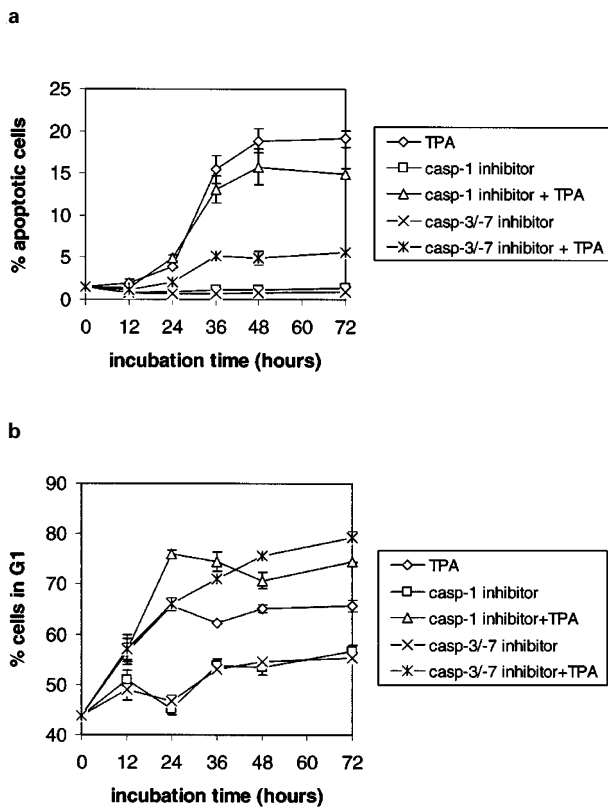 a
25
20
15
10
5
0
% apoptotic cells
0 12 24 36 48 60 72
incubation time (hours)
TPA
casp-1 inhibitor
casp-1 inhibitor + TPA
casp-3/-7 inhibitor
casp-3/-7 inhibitor + TPA
b
90
80
70
60
50
40
% cells in G1
0 12 24 36 48 60 72
incubation time (hours)
TPA
casp-1 inhibitor
casp-1 inhibitor+TPA
casp-3/-7 inhibitor
casp-3/-7 inhibitor+TPA